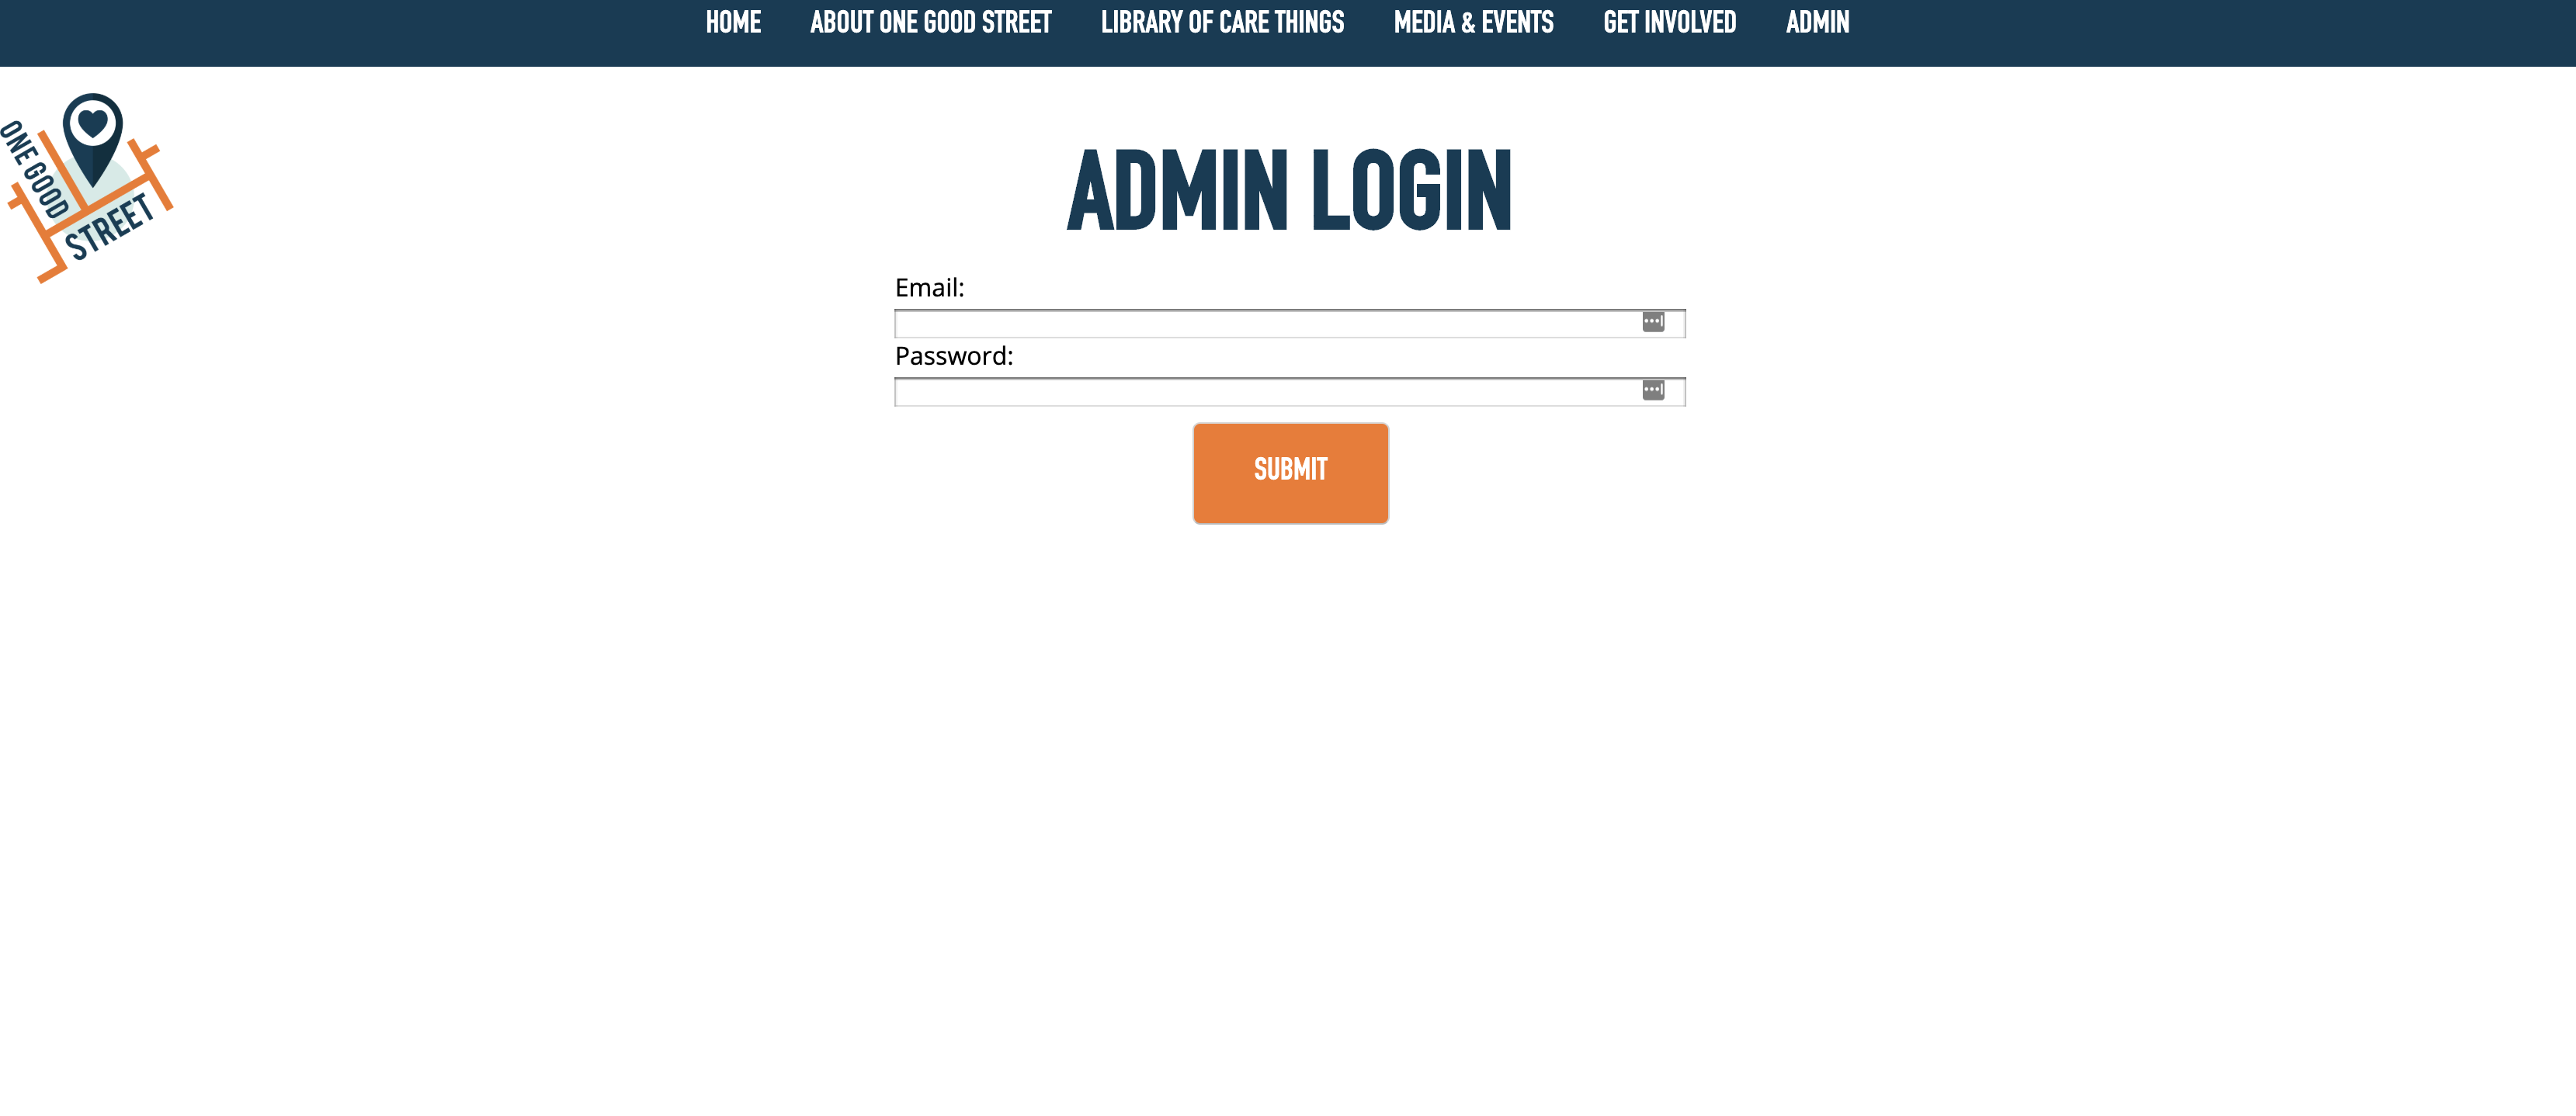 HOME ABOUT ONE GOOD STREET LIBRARY OF CARE THINGS MEDIA & EVENTS GET INVOLVED ADMIN
ONE GOOD
STREET
ADMIN LOGIN
Email:
Password:
SUBMIT